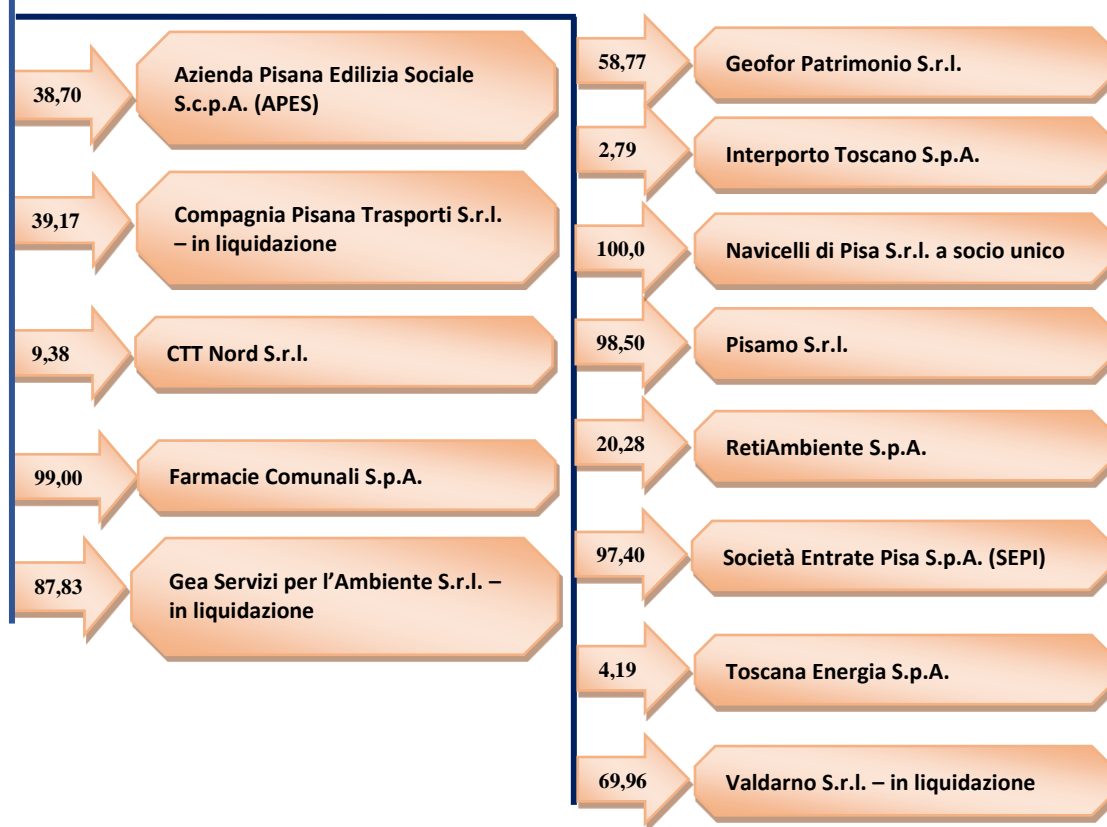 38,70
Azienda Pisana Edilizia Sociale
S.c.p.A. (APES)
39,17
Compagnia Pisana Trasporti S.r.l.
– in liquidazione
9,38
CTT Nord S.r.l.
99,00
Farmacie Comunali S.p.A.
87,83
Gea Servizi per l’Ambiente S.r.l. –
in liquidazione
58,77
Geofor Patrimonio S.r.l.
2,79
Interporto Toscano S.p.A.
100,0
Navicelli di Pisa S.r.l. a socio unico
98,50
Pisamo S.r.l.
20,28
RetiAmbiente S.p.A.
97,40
Società Entrate Pisa S.p.A. (SEPI)
4,19
Toscana Energia S.p.A.
69,96
Valdarno S.r.l. – in liquidazione